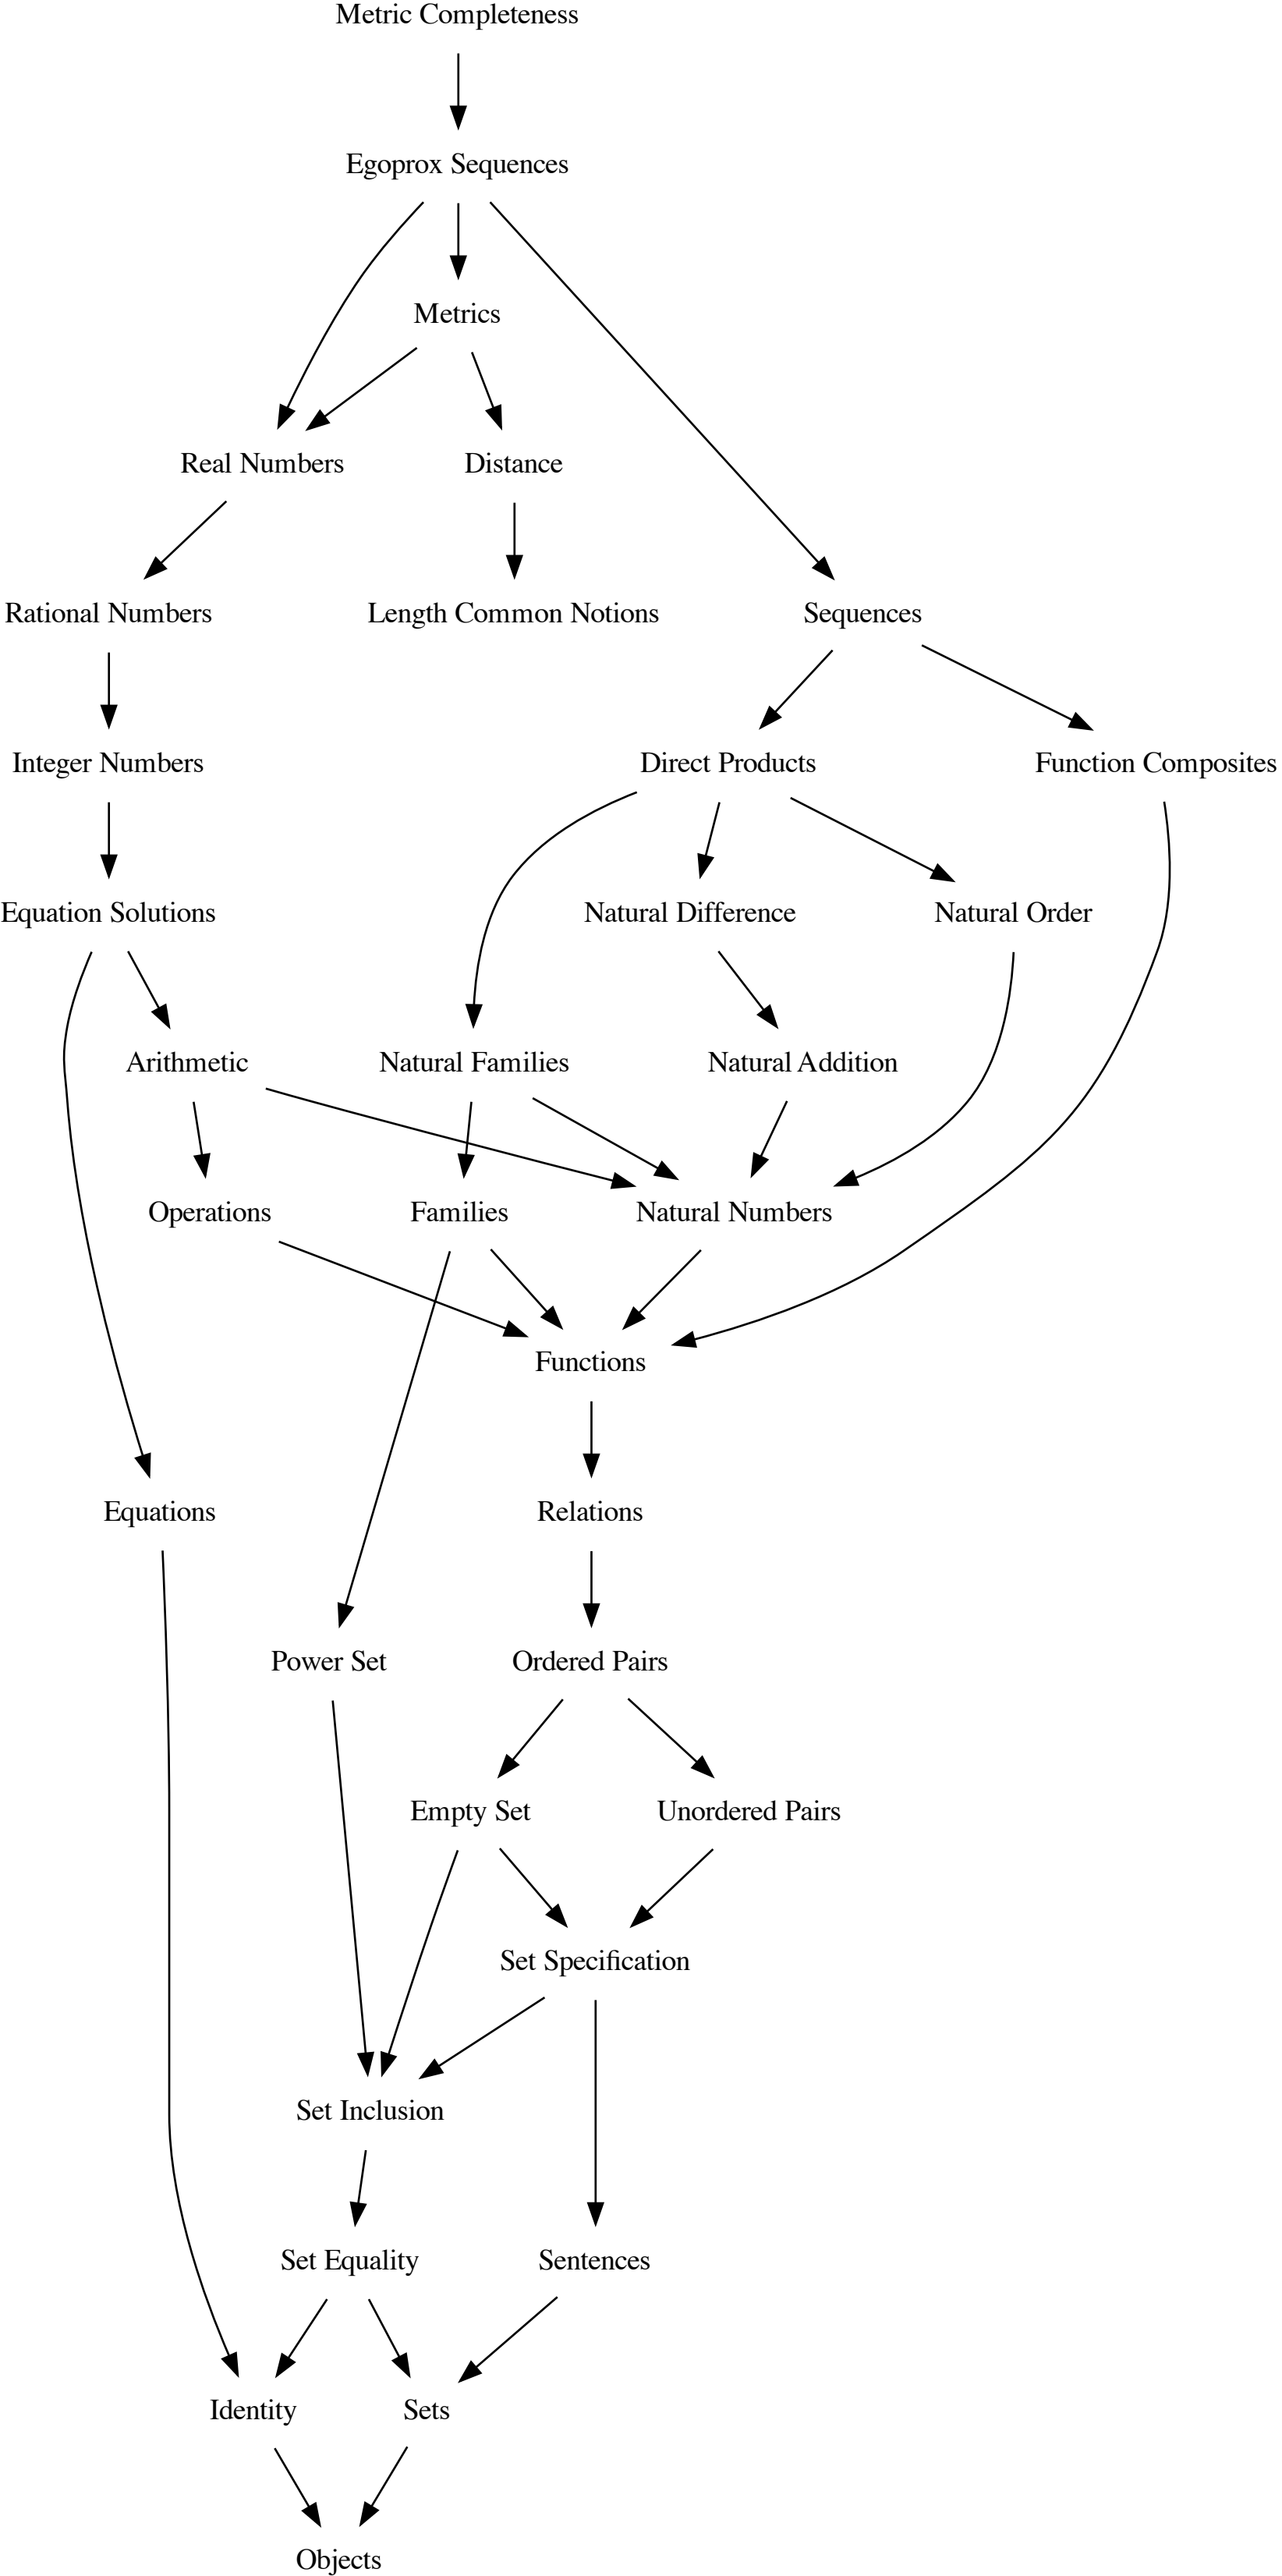 Metric Completeness
Egoprox Sequences
Metrics
Real Numbers
Distance
Rational Numbers
Length Common Notions
Sequences
Integer Numbers
Direct Products
Function Composites
Equation Solutions
Natural Difference
Natural Order
Arithmetic
Natural Families
Natural Addition
Operations
Families
Natural Numbers
Functions
Equations
Relations
Power Set
Ordered Pairs
Empty Set
Unordered Pairs
Set Specification
Set Inclusion
Set Equality
Sentences
Identity
Sets
Objects